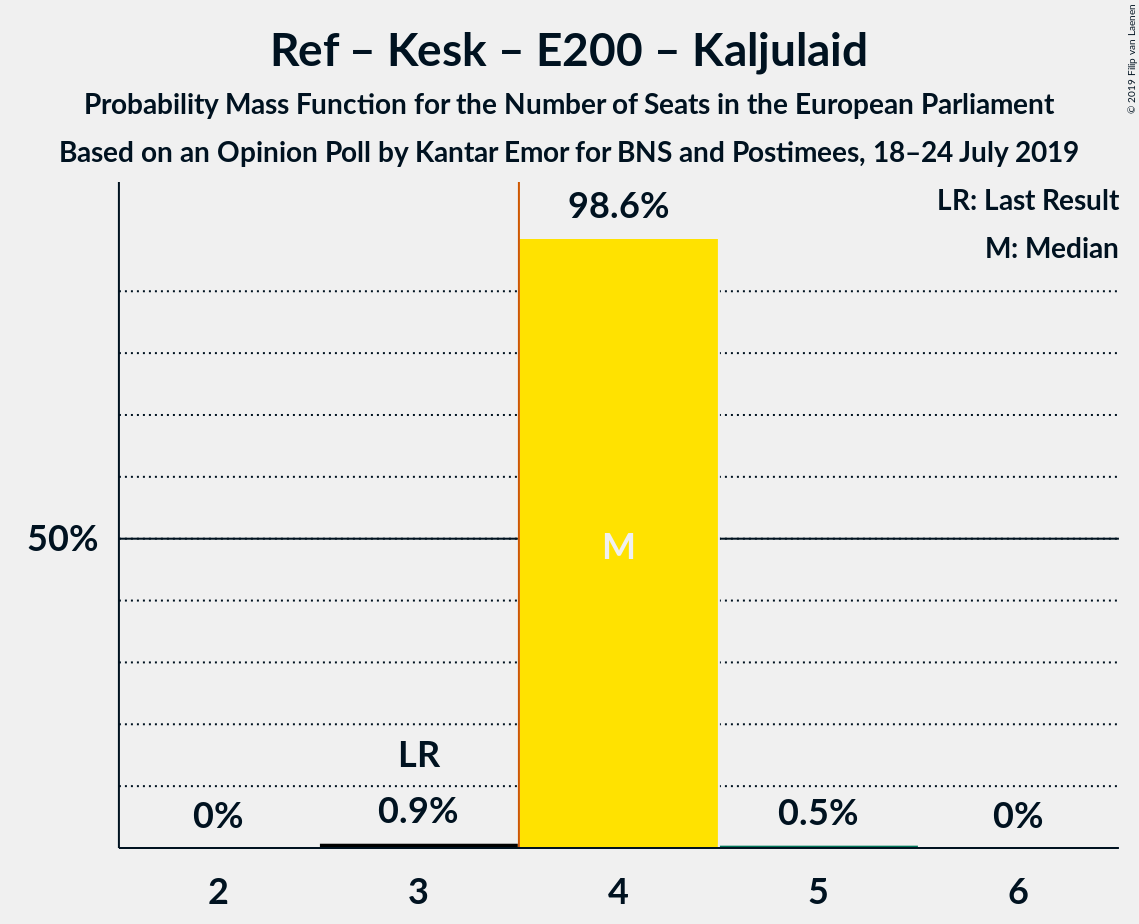 Ref – Kesk – E200 – Kaljulaid
Probability Mass Function for the Number of Seats in the European Parliament
Based on an Opinion Poll by Kantar Emor for BNS and Postimees, 18–24 July 2019
© 2019 Filip van Laenen
LR: Last Result
M: Median
98.6%
50%
M
LR
0%
0.9%
0.5%
0%
2
3
4
5
6